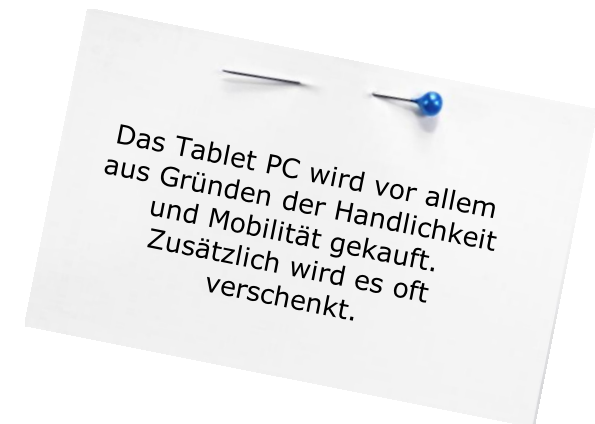 Das Tablet PC wird vor allem
aus Gründen der Handlichkeit
und Mobilität gekauft.
Zusätzlich wird es oft
verschenkt.